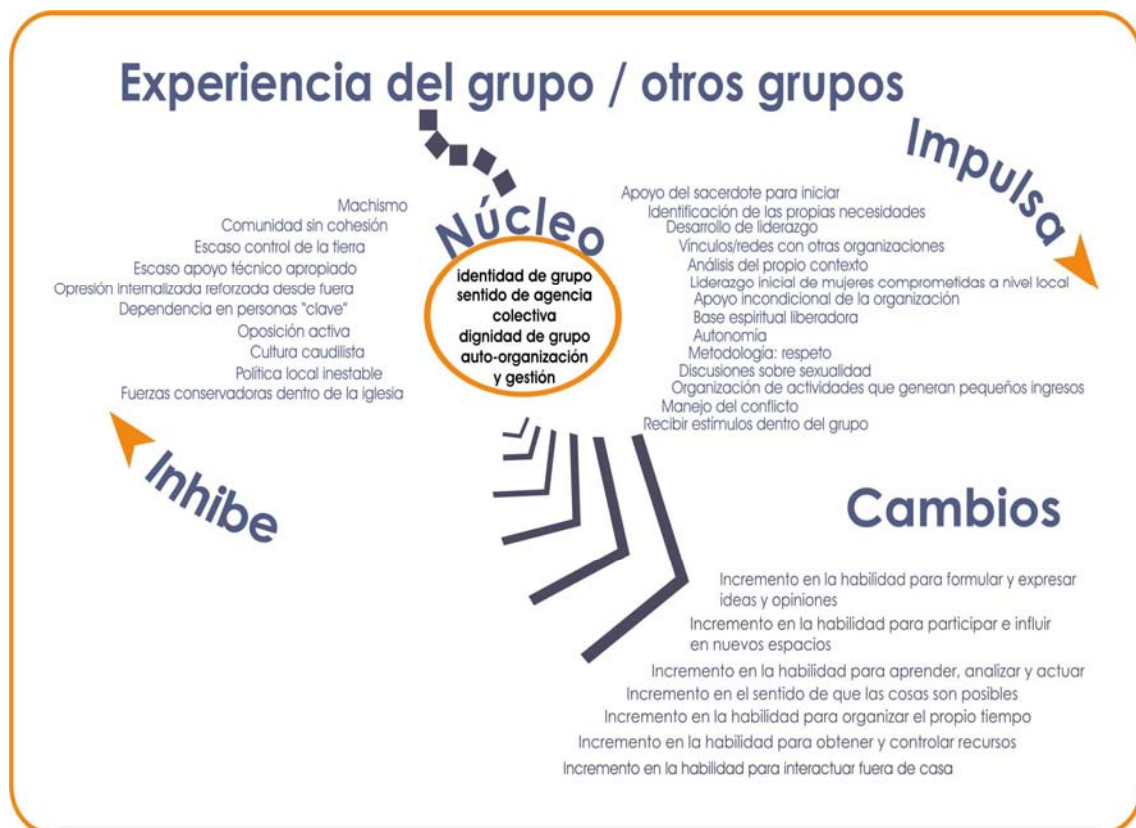 Experiencia del grupo / otros grupos
Impulsa
Machismo
Comunidad sin cohesión
Escaso control de la tierra
Escaso apoyo técnico apropiado
Opresión internalizada reforzada desde fuera
Dependencia en personas "clave"
Oposición activa
Cultura caudilista
Política local inestable
Fuerzas conservadoras dentro de la iglesia
Inhibe
Núcleo
identidad de grupo
sentido de agencia
colectiva
dignidad de grupo
auto-organización
y gestión
Apoyo del sacerdote para iniciar
Identificación de las propias necesidades
Desarrollo de liderazgo
Vínculos/redes con otras organizaciones
Análisis del propio contexto
Liderazgo inicial de mujeres comprometidas a nivel local
Apoyo incondicional de la organización
Base espiritual liberadora
Autonomía
Metodología: respeto
Discusiones sobre sexualidad
Organización de actividades que generan pequeños ingresos
Manejo del conflicto
Recibir estímulos dentro del grupo
Cambios
Incremento en la habilidad para formular y expresar
ideas y opiniones
Incremento en la habilidad para participar e influir
en nuevos espacios
Incremento en la habilidad para aprender, analizar y actuar
Incremento en el sentido de que las cosas son posibles
Incremento en la habilidad para organizar el propio tiempo
Incremento en la habilidad para obtener y controlar recursos
Incremento en la habilidad para interactuar fuera de casa